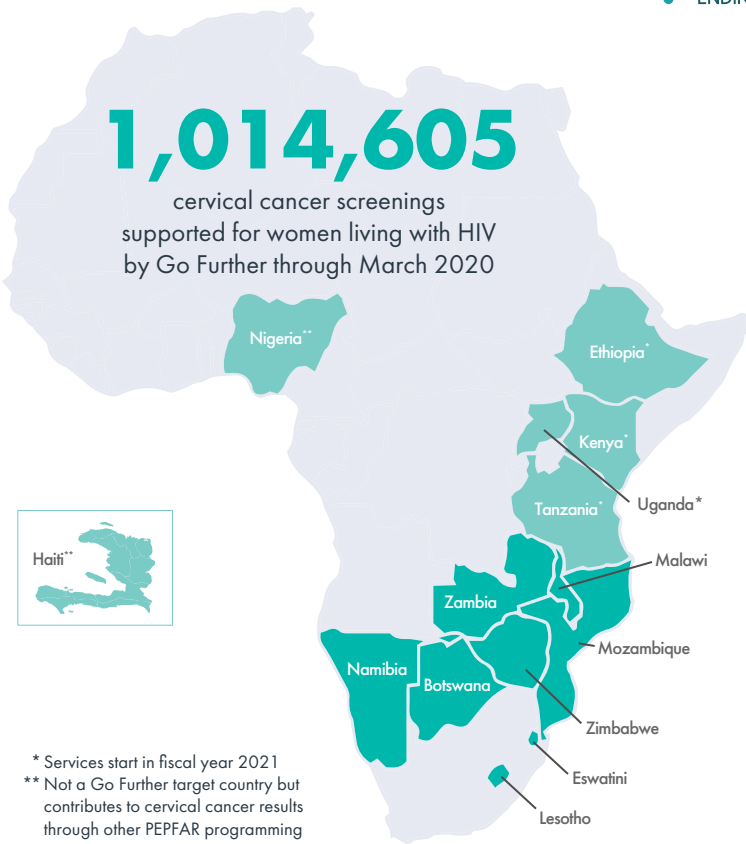 1,014,605
cervical cancer screenings
supported for women living with HIV
by Go Further through March 2020
Nigeria**
Ethiopia*
Kenya*
Uganda*
Tanzania*
Haiti**
Malawi
Zambia
Mozambique
Namibia
Botswana
Zimbabwe
Eswatini
Lesotho
* Services start in fiscal year 2021
** Not a Go Further target country but
contributes to cervical cancer results
through other PEPFAR programming